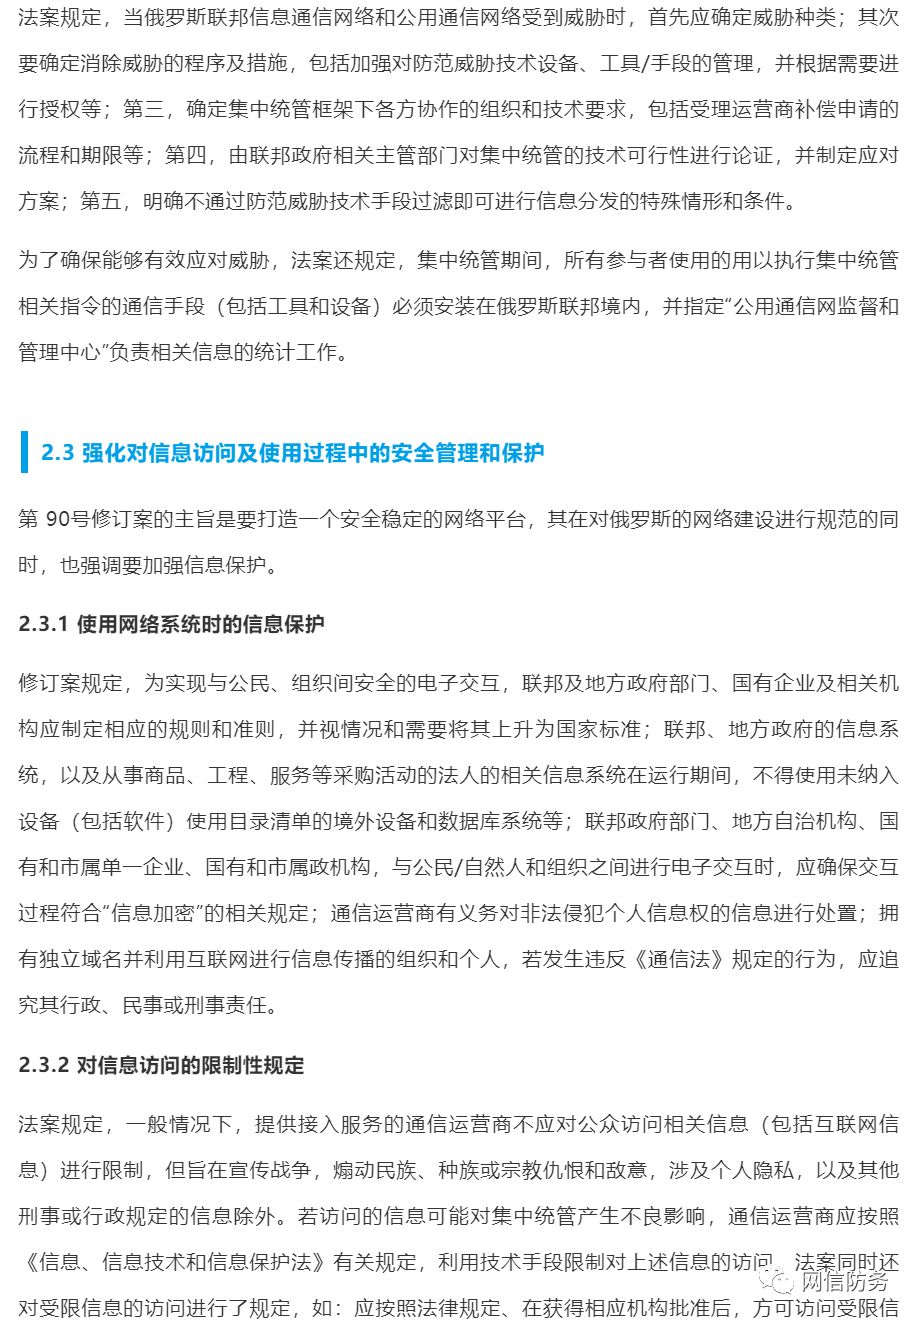 法案规定，当俄罗斯联邦信息通信网络和公用通信网络受到威胁时，首先应确定威胁种类；其次
要确定消除威胁的程序及措施，包括加强对防范威胁技术设备、工具/手段的管理，并根据需要进
行授权等；第三，确定集中统管框架下各方协作的组织和技术要求，包括受理运营商补偿申请的
流程和期限等；第四，由联邦政府相关主管部门对集中统管的技术可行性进行论证，并制定应对
方案；第五，明确不通过防范威胁技术手段过滤即可进行信息分发的特殊情形和条件。
为了确保能够有效应对威胁，法案还规定，集中统管期间，所有参与者使用的用以执行集中统管
相关指令的通信手段（包括工具和设备）必须安装在俄罗斯联邦境内，并指定“公用通信网监督和
管理中心”负责相关信息的统计工作。
2.3 强化对信息访问及使用过程中的安全管理和保护
第 90号修订案的主旨是要打造一个安全稳定的网络平台，其在对俄罗斯的网络建设进行规范的同
时，也强调要加强信息保护。
2.3.1 使用网络系统时的信息保护
修订案规定，为实现与公民、组织间安全的电子交互，联邦及地方政府部门、国有企业及相关机
构应制定相应的规则和准则，并视情况和需要将其上升为国家标准；联邦、地方政府的信息系
统，以及从事商品、工程、服务等采购活动的法人的相关信息系统在运行期间，不得使用未纳入
设备（包括软件）使用目录清单的境外设备和数据库系统等；联邦政府部门、地方自治机构、国
有和市属单一企业、国有和市属政机构，与公民/自然人和组织之间进行电子交互时，应确保交互
过程符合“信息加密”的相关规定；通信运营商有义务对非法侵犯个人信息权的信息进行处置；拥
有独立域名并利用互联网进行信息传播的组织和个人，若发生违反《通信法》规定的行为，应追
究其行政、民事或刑事责任。
2.3.2 对信息访问的限制性规定
法案规定，一般情况下，提供接入服务的通信运营商不应对公众访问相关信息（包括互联网信
息）进行限制，但旨在宣传战争，煽动民族、种族或宗教仇恨和敌意，涉及个人隐私，以及其他
刑事或行政规定的信息除外。若访问的信息可能对集中统管产生不良影响，通信运营商应按照
《信息、信息技术和信息保护法》有关规定，利用技术手段限制对上述信息的访问。法案同时还
对受限信息的访问进行了规定，如：应按照法律规定、在获得相应机构批准后，方可访问受限信
网信防务